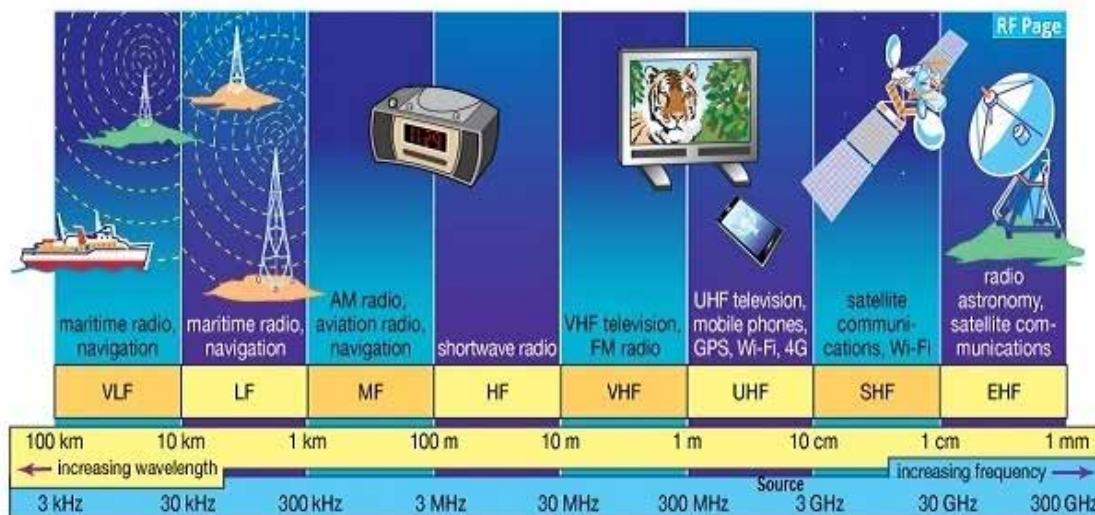 RF Page
maritime radio,
navigation
maritime radio,
navigation
AM radio,
aviation radio,
navigation
shortwave radio
VHF television,
FM radio
UHF television,
mobile phones,
GPS, Wi-Fi, 4G
satellite
communi-
cations, Wi-Fi
radio
astronomy,
satellite com-
munications
VLF LF MF HF VHF UHF SHF EHF
100 km 10 km 1 km 100 m 10 m 1 m 10 cm 1 cm 1 mm
increasing wavelength increasing frequency
Source
3 kHz 30 kHz 300 kHz 3 MHz 30 MHz 300 MHz 3 GHz 30 GHz 300 GHz